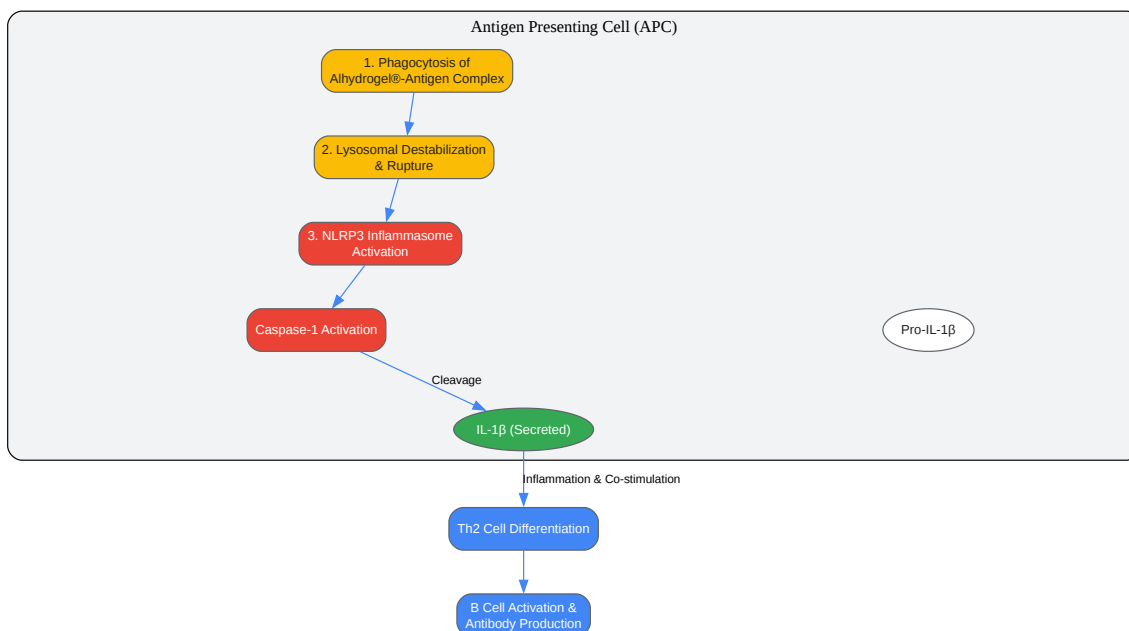 Antigen Presenting Cell (APC)
1. Phagocytosis of
Alhydrogel®-Antigen Complex
2. Lysosomal Destabilization
& Rupture
3. NLRP3 Inflammasome
Activation
Caspase-1 Activation
Pro-IL-1β
Cleavage
IL-1β (Secreted)
Inflammation & Co-stimulation
Th2 Cell Differentiation
B Cell Activation &
Antibody Production